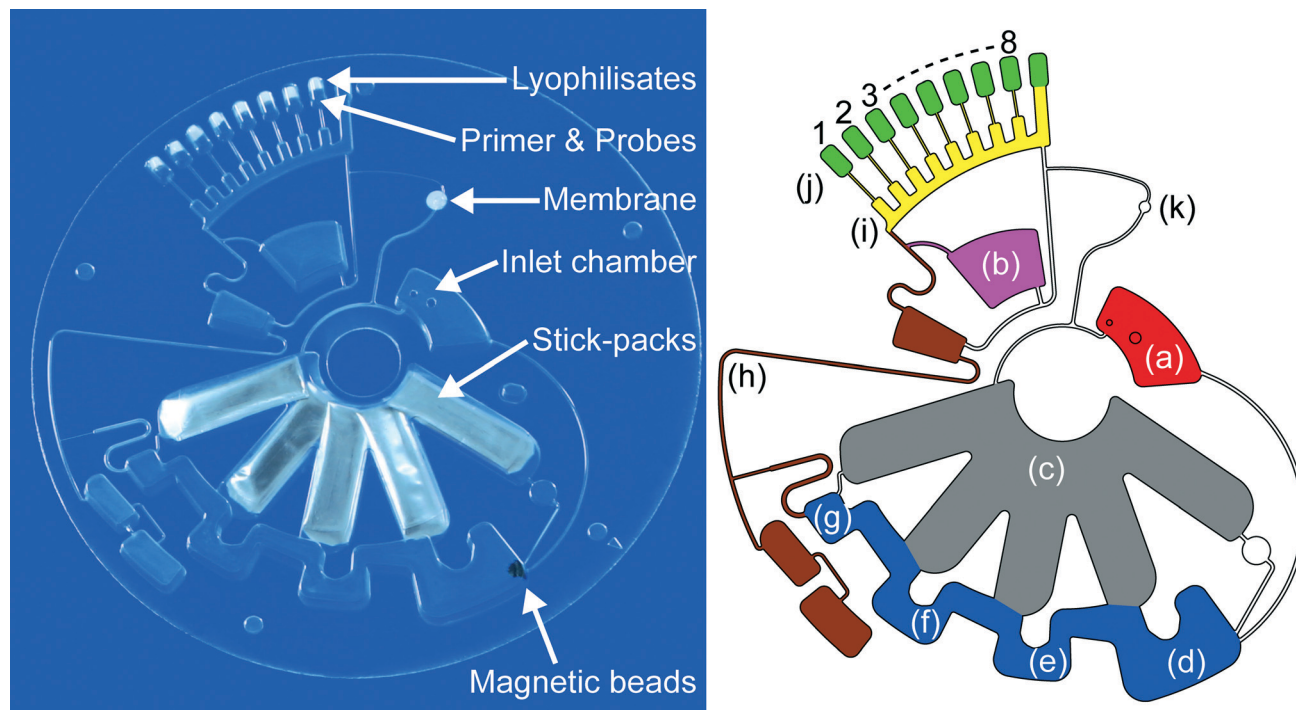 Lyophilisates
Primer & Probes
Membrane
Inlet chamber
Stick-packs
Magnetic beads
8
3
2
1
(j)
(i)
(k)
(b)
(a)
(h)
(c)
(g)
(f)
(e)
(d)